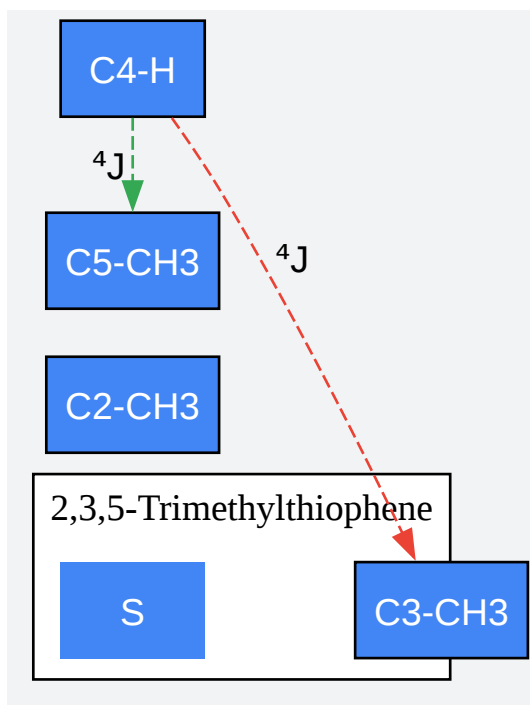 C4-H
⁴J
C5-CH3
⁴J
C2-CH3
2,3,5-Trimethylthiophene
S
C3-CH3